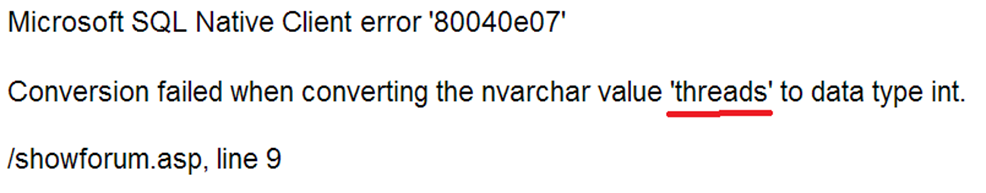 Microsoft SQL Native Client error '80040e07'
Conversion failed when converting the nvarchar value 'threads' to data type int.
/showforum.asp, line 9